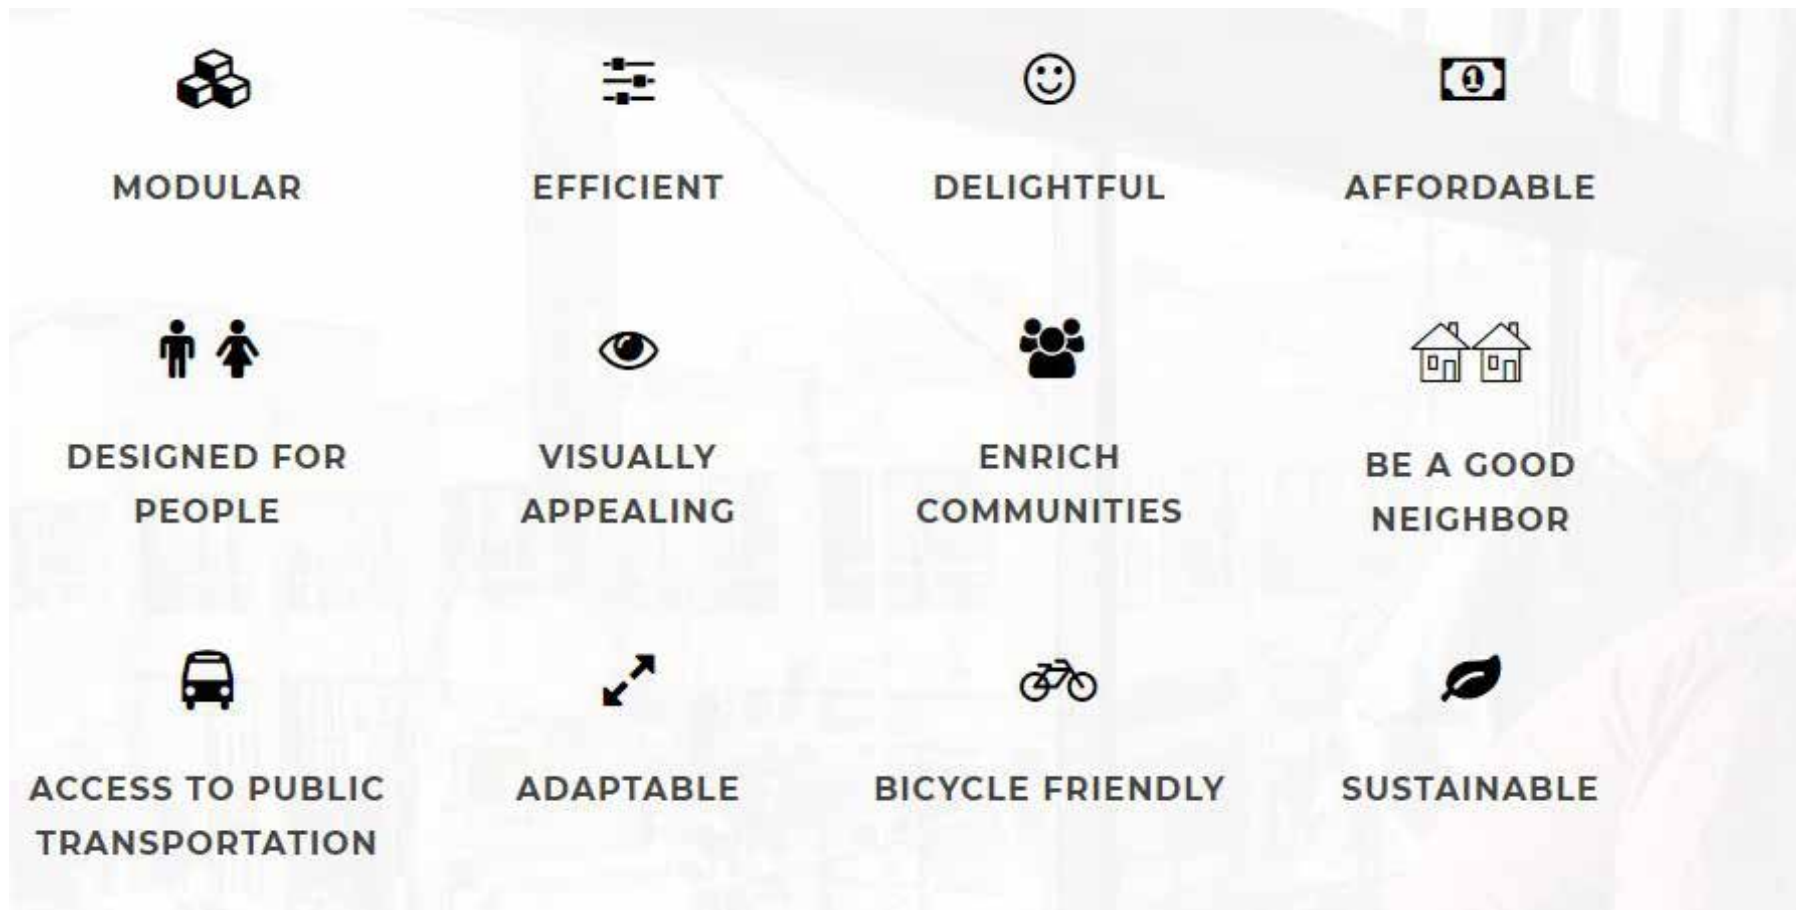 MODULAR
EFFICIENT
DELIGHTFUL
AFFORDABLE
DESIGNED FOR
PEOPLE
VISUALLY
APPEALING
ENRICH
COMMUNITIES
BE A GOOD
NEIGHBOR
ACCESS TO PUBLIC
TRANSPORTATION
ADAPTABLE
BICYCLE FRIENDLY
SUSTAINABLE